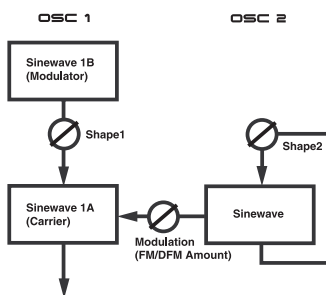 OSC 1
OSC 2
Sinewave 1B
(Modulator)
Shape1
Shape2
Sinewave 1A
(Carrier)
Sinewave
Modulation
(FM/DFM Amount)